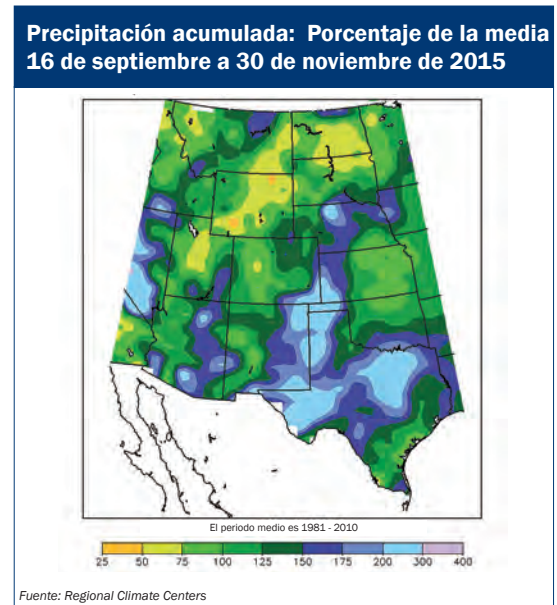 Precipitación acumulada: Porcentaje de la media
16 de septiembre a 30 de noviembre de 2015
El periodo medio es 1981 - 2010
25 50 75 100 125 150 175 200 300 400
Fuente: Regional Climate Centers